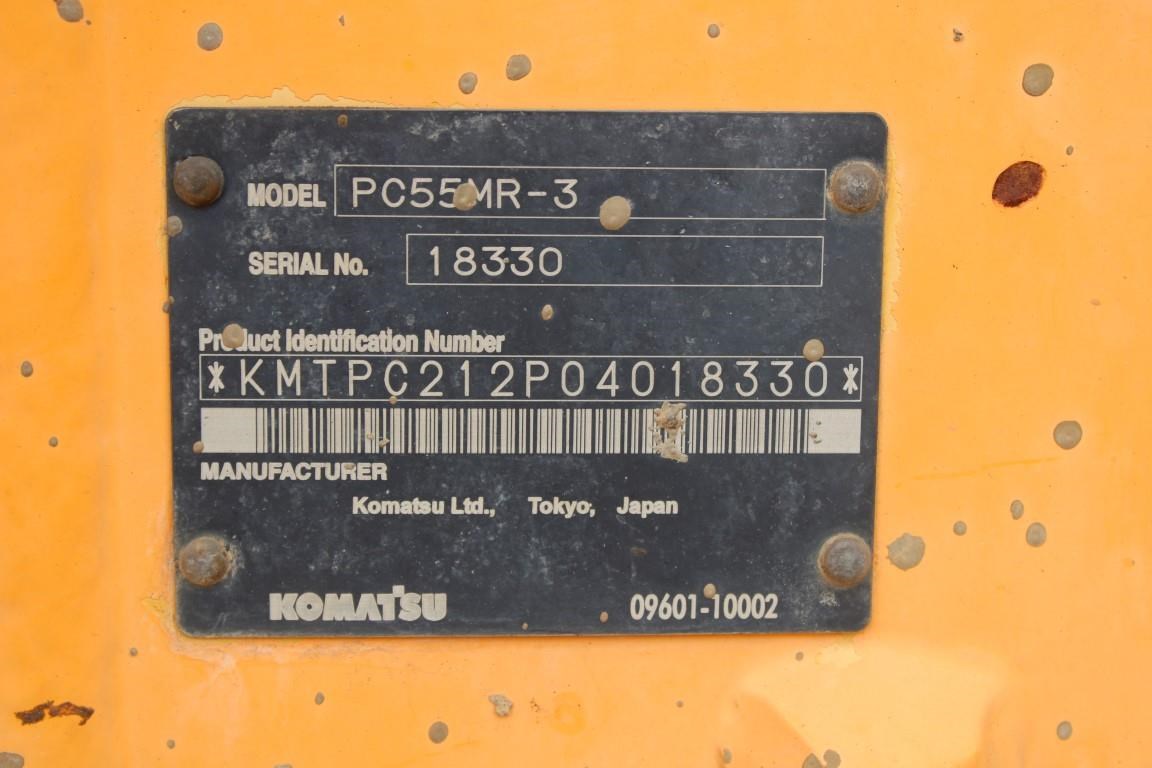 MODEL PC55MR-3
SERIAL No. 18330
Product Identification Number
*KMTPC212P04018330*
MANUFACTURER
Komatsu Ltd., Tokyo, Japan
KOMATSU 09601-10002